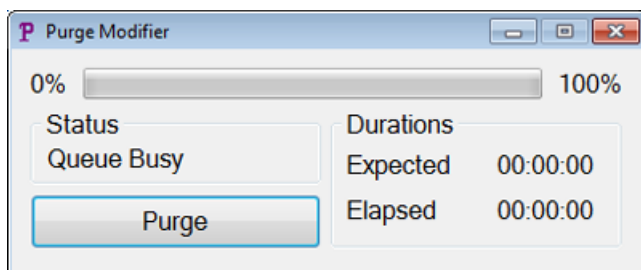 Purge Modifier
0% 100%
Status
Queue Busy
Purge
Durations
Expected 00:00:00
Elapsed 00:00:00